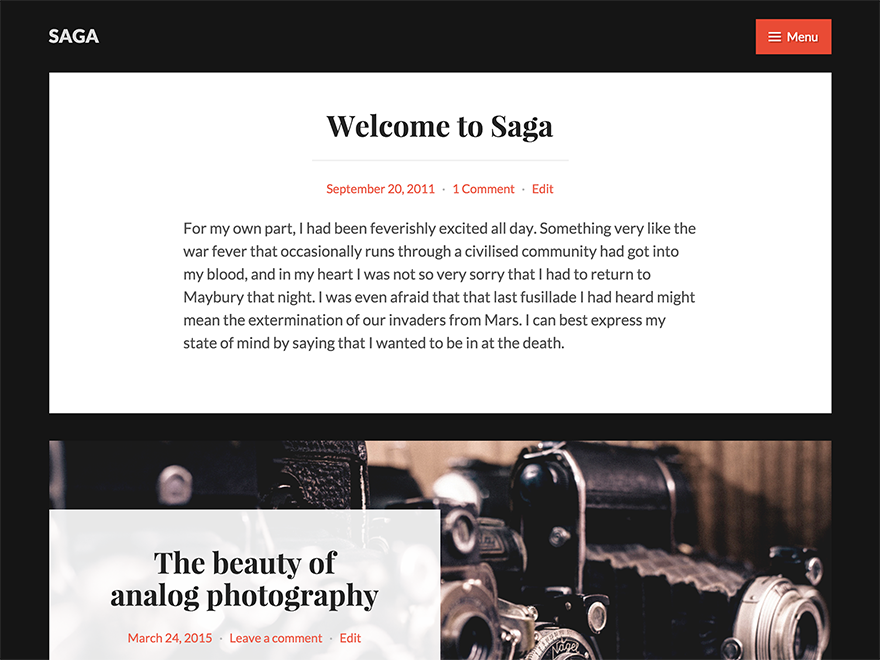 SAGA
Menu
Welcome to Saga
September 20, 2011 · 1 Comment · Edit
For my own part, I had been feverishly excited all day. Something very like the
war fever that occasionally runs through a civilised community had got into
my blood, and in my heart I was not so very sorry that I had to return to
Maybury that night. I was even afraid that that last fusillade I had heard might
mean the extermination of our invaders from Mars. I can best express my
state of mind by saying that I wanted to be in at the death.
The beauty of
analog photography
March 24, 2015 · Leave a comment · Edit
Nagel